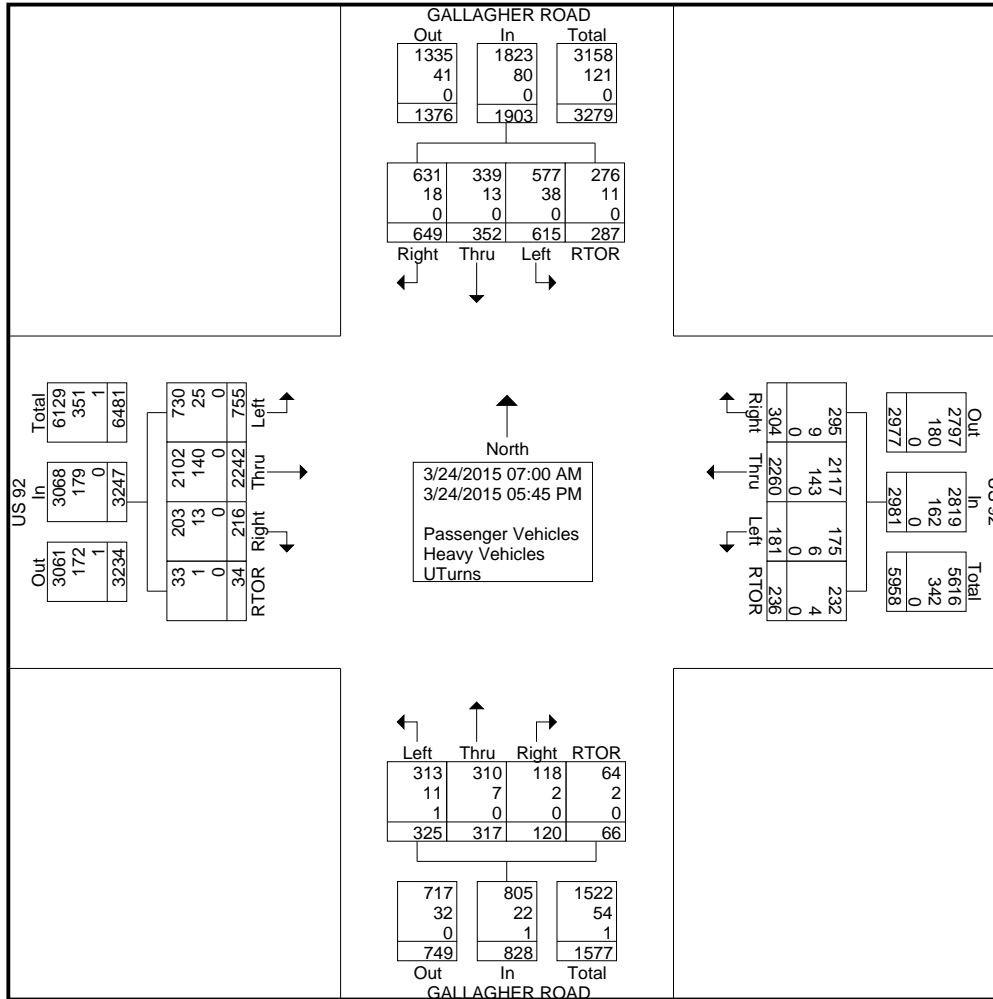 GALLAGHER ROAD
Out In Total
1335 1823 3158
41 80 121
0 0 0
1376 1903 3279
631 339 577 276
18 13 38 11
0 0 0 0
649 352 615 287
Right Thru Left RTOR
US 92
Total In Out
6129 3068 3061
351 179 172
1 0 1
6481 3247 3234
730 2102 203 33
25 140 13 1
0 0 0 0
755 2242 216 34
Left Thru Right RTOR
North
3/24/2015 07:00 AM
3/24/2015 05:45 PM
Passenger Vehicles
Heavy Vehicles
UTurns
Right Thru Left RTOR
304 2260 181 236
0 0 0 0
9 143 6 4
295 2117 175 232
2977 2981 5958
0 0 0
180 162 342
2797 2819 5616
Out In Total
US 92
Left Thru Right RTOR
313 310 118 64
11 7 2 2
1 0 0 0
325 317 120 66
717 805 1522
32 22 54
0 1 1
749 828 1577
Out In Total
GALLAGHER ROAD